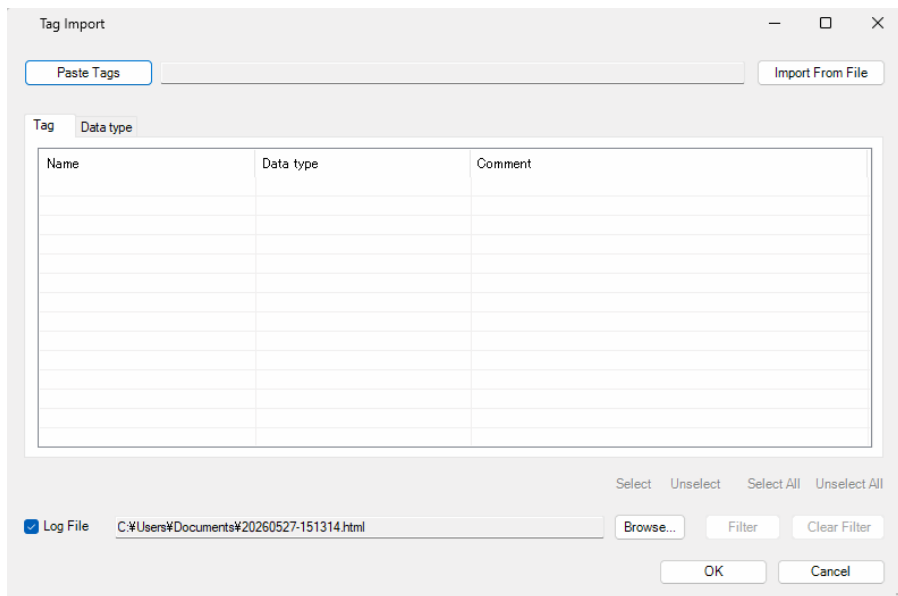 Tag Import
Paste Tags Import From File
Tag Data type
Name Data type Comment
Select Unselect Select All Unselect All
Log File C:¥Users¥Documents¥20260527-151314.html Browse... Filter Clear Filter
OK Cancel